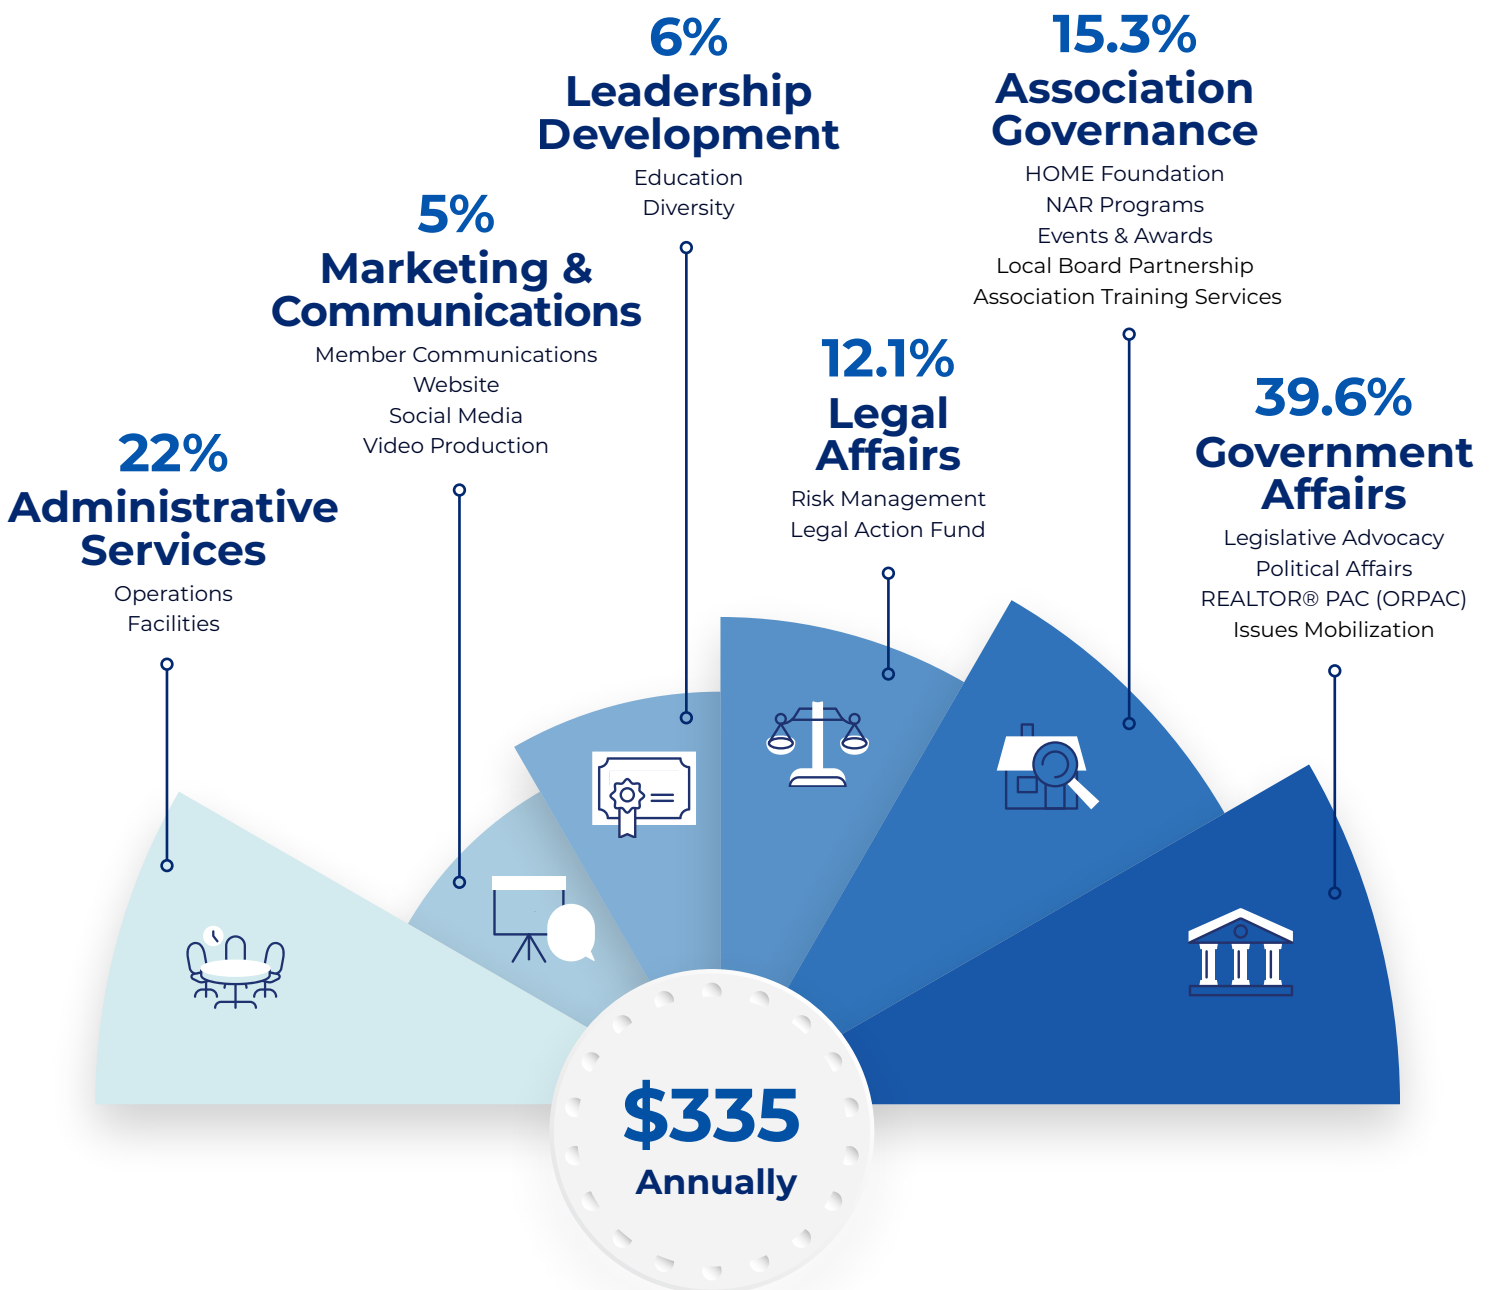 6%
Leadership
Development
Education
Diversity
15.3%
Association
Governance
HOME Foundation
NAR Programs
Events & Awards
Local Board Partnership
Association Training Services
5%
Marketing &
Communications
Member Communications
Website
Social Media
Video Production
12.1%
Legal
Affairs
Risk Management
Legal Action Fund
39.6%
Government
Affairs
Legislative Advocacy
Political Affairs
REALTOR® PAC (ORPAC)
Issues Mobilization
22%
Administrative
Services
Operations
Facilities
$335
Annually